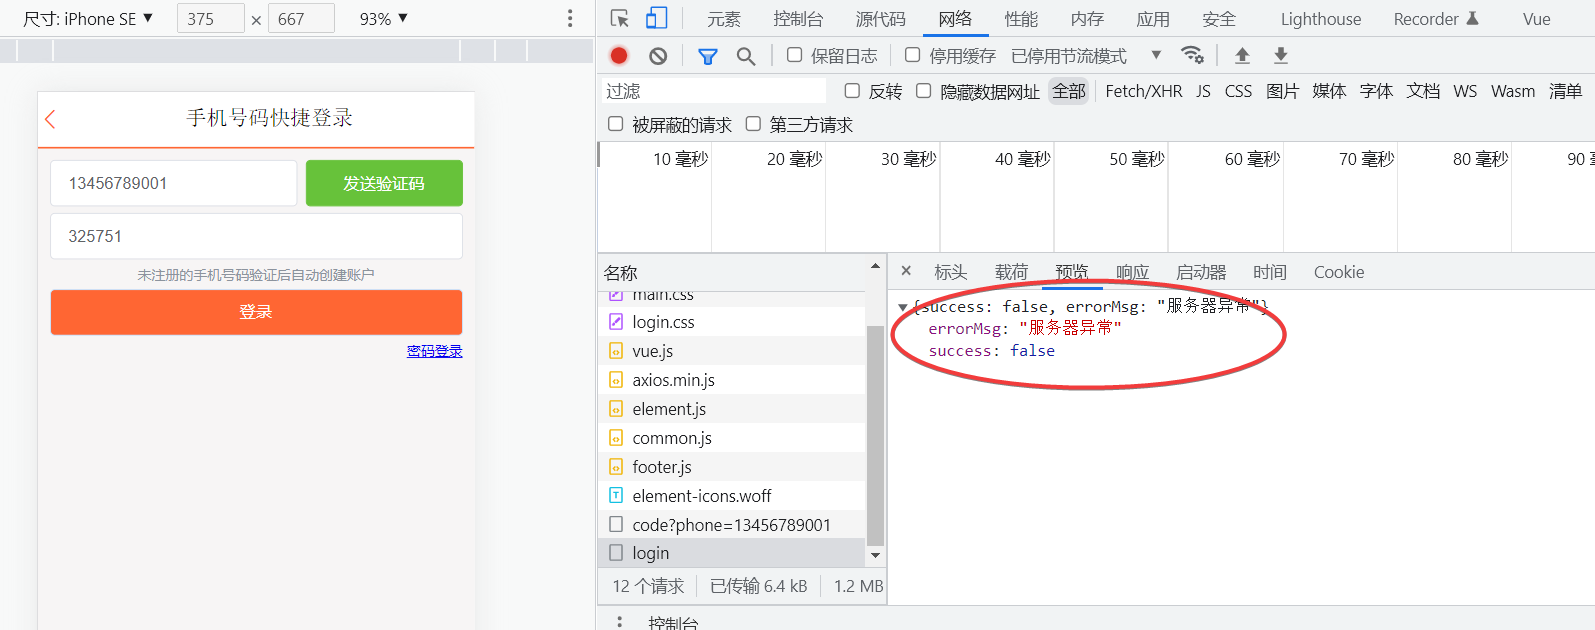 尺寸: iPhone SE ▼ 375 × 667 93% ▼
手机号码快捷登录
13456789001 发送验证码
325751
未注册的手机号码验证后自动创建账户
登录
密码登录
元素 控制台 源代码 网络 性能 内存 应用 安全 Lighthouse Recorder Vue
保留日志 停用缓存 已停用节流模式 ▼
过滤 反转 隐藏数据网址 全部 Fetch/XHR JS CSS 图片 媒体 字体 文档 WS Wasm 清单
被屏蔽的请求 第三方请求
10 毫秒 20 毫秒 30 毫秒 40 毫秒 50 毫秒 60 毫秒 70 毫秒 80 毫秒 90
名称
main.css
login.css
vue.js
axios.min.js
element.js
common.js
footer.js
element-icons.woff
code?phone=13456789001
login
12 个请求 已传输 6.4 kB 1.2 MB
× 标头 载荷 预览 响应 启动器 时间 Cookie
▼{success: false, errorMsg: "服务器异常"}
errorMsg: "服务器异常"
success: false
控制台